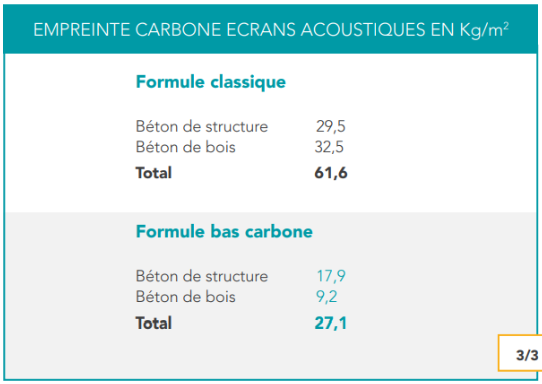 EMPREINTE CARBONE ECRANS ACOUSTIQUES EN Kg/m²
Formule classique
Béton de structure 29,5
Béton de bois 32,5
Total 61,6
Formule bas carbone
Béton de structure 17,9
Béton de bois 9,2
Total 27,1
3/3